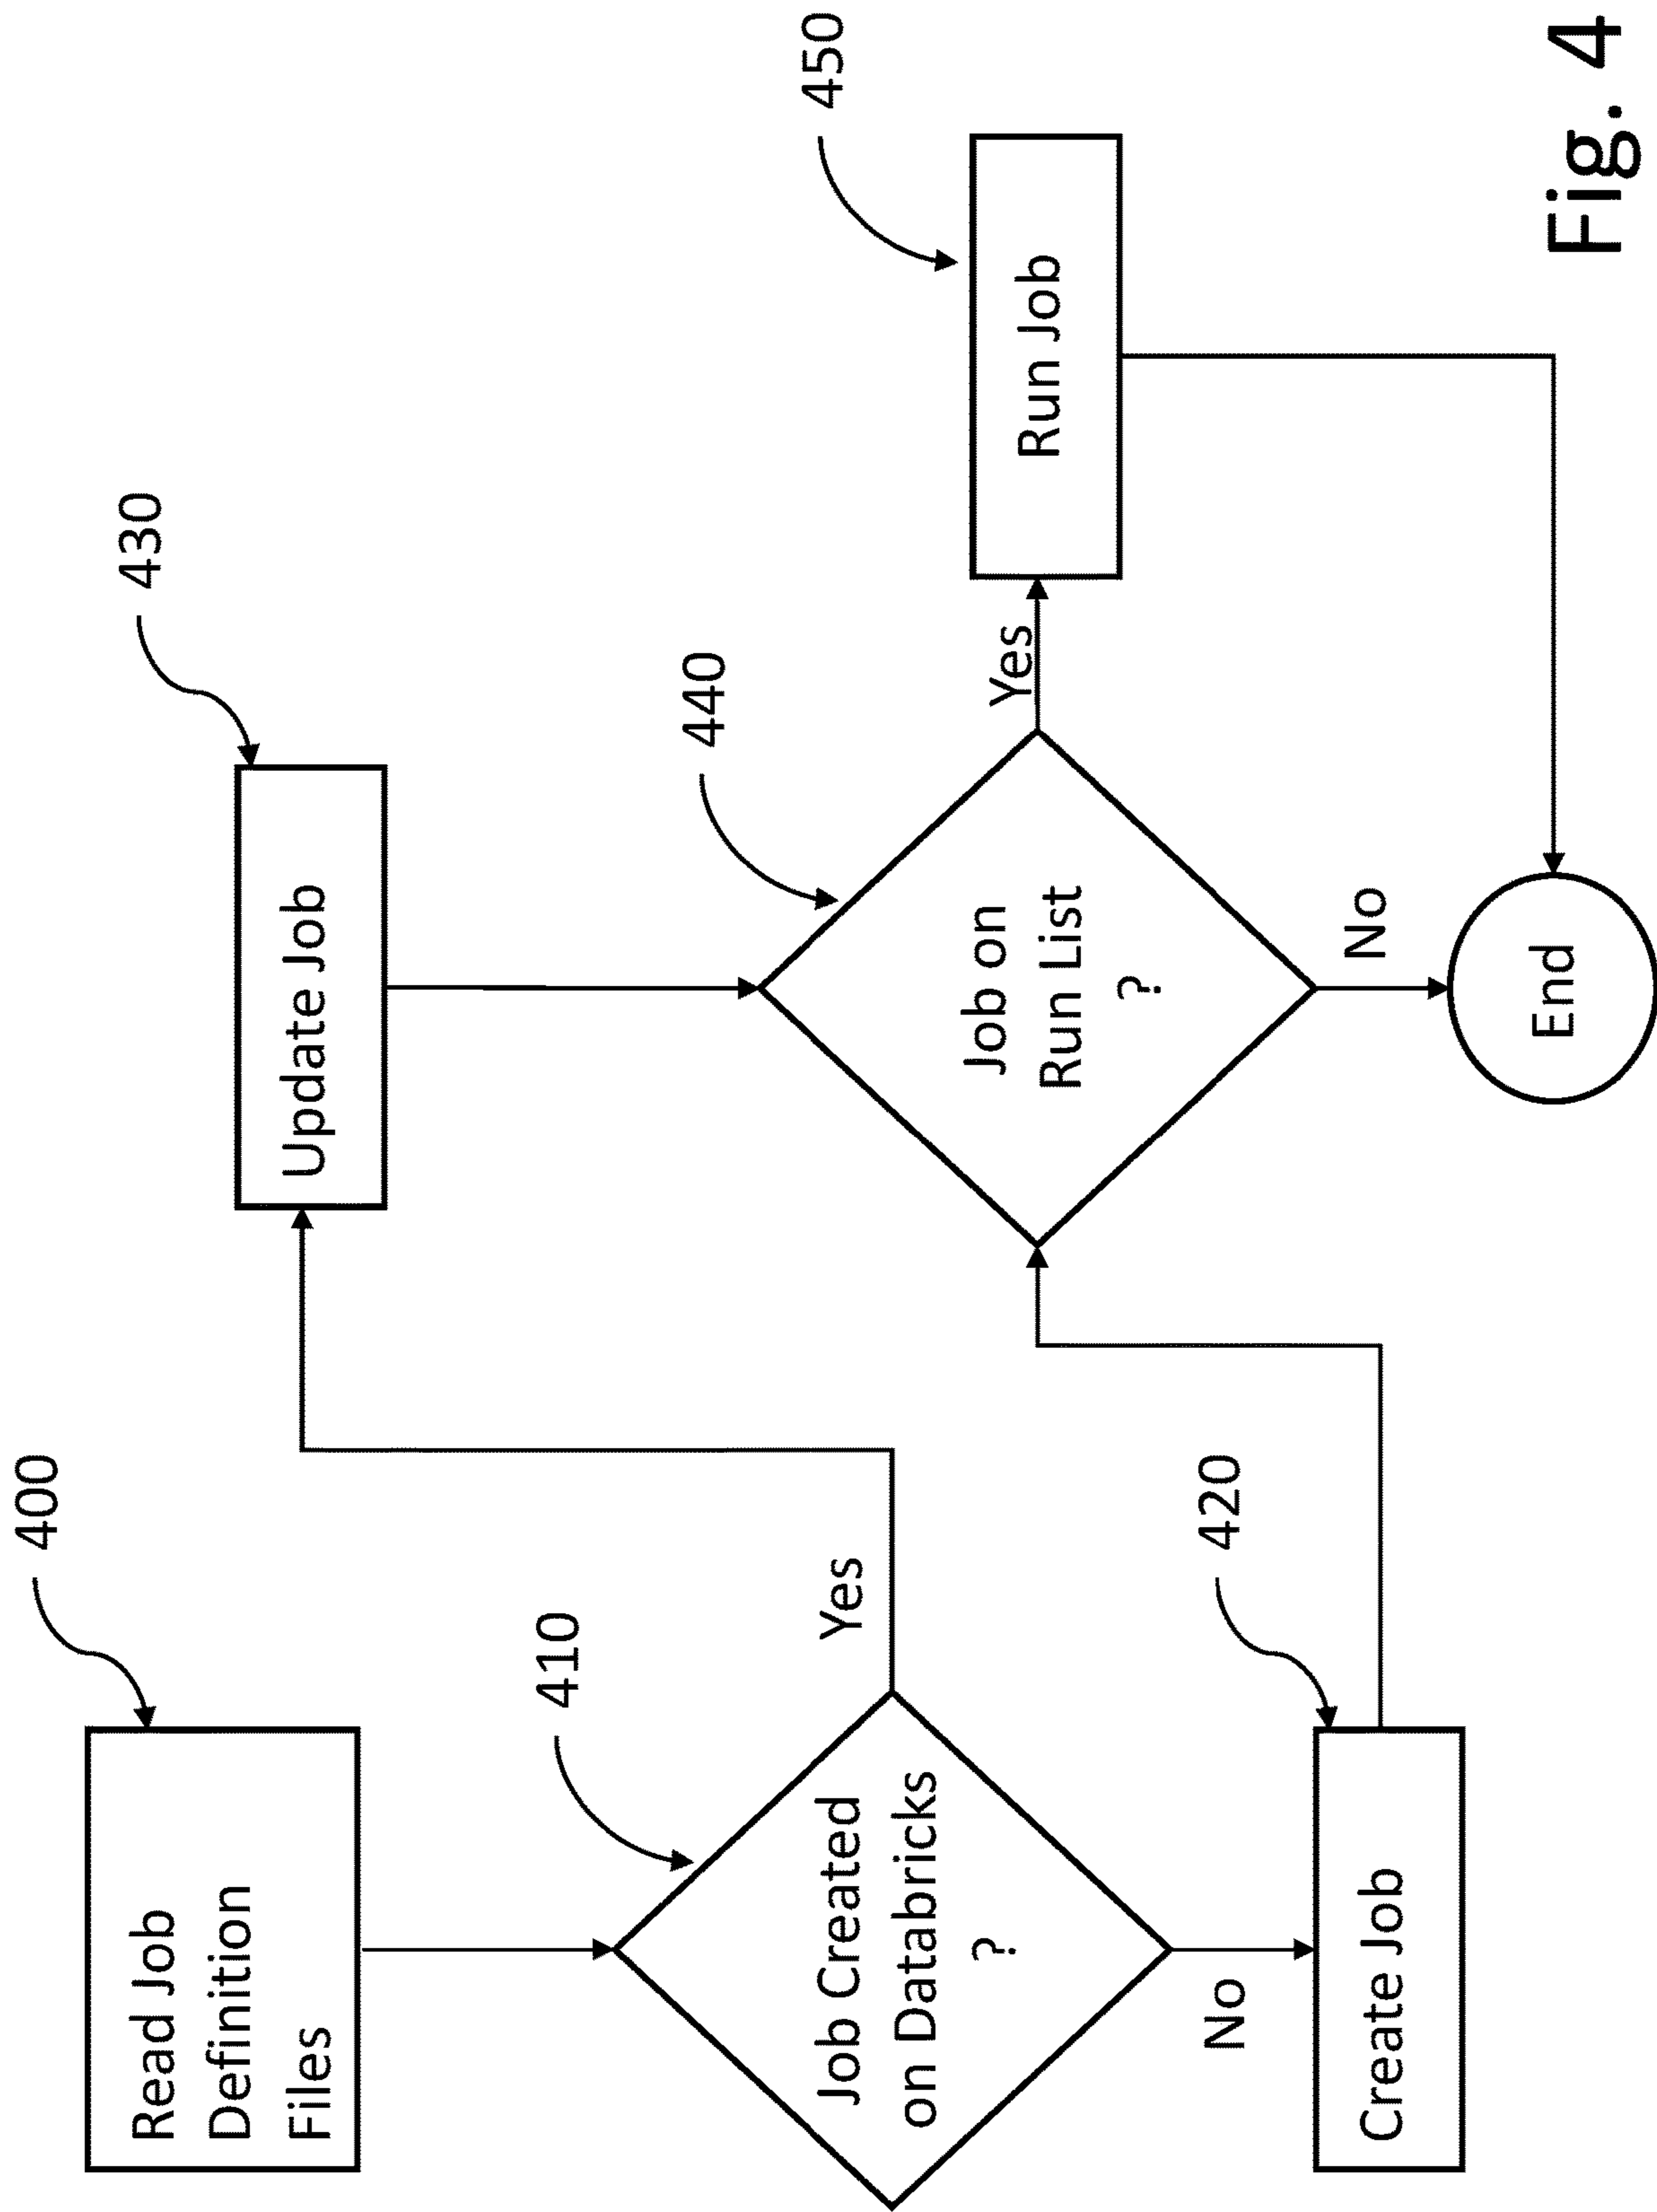 400
Read Job
Definition
Files
410
Job Created
on Databricks
?
Yes
No
420
Create Job
430
Update Job
440
Job on
Run List
?
Yes
No
450
Run Job
End
Fig. 4